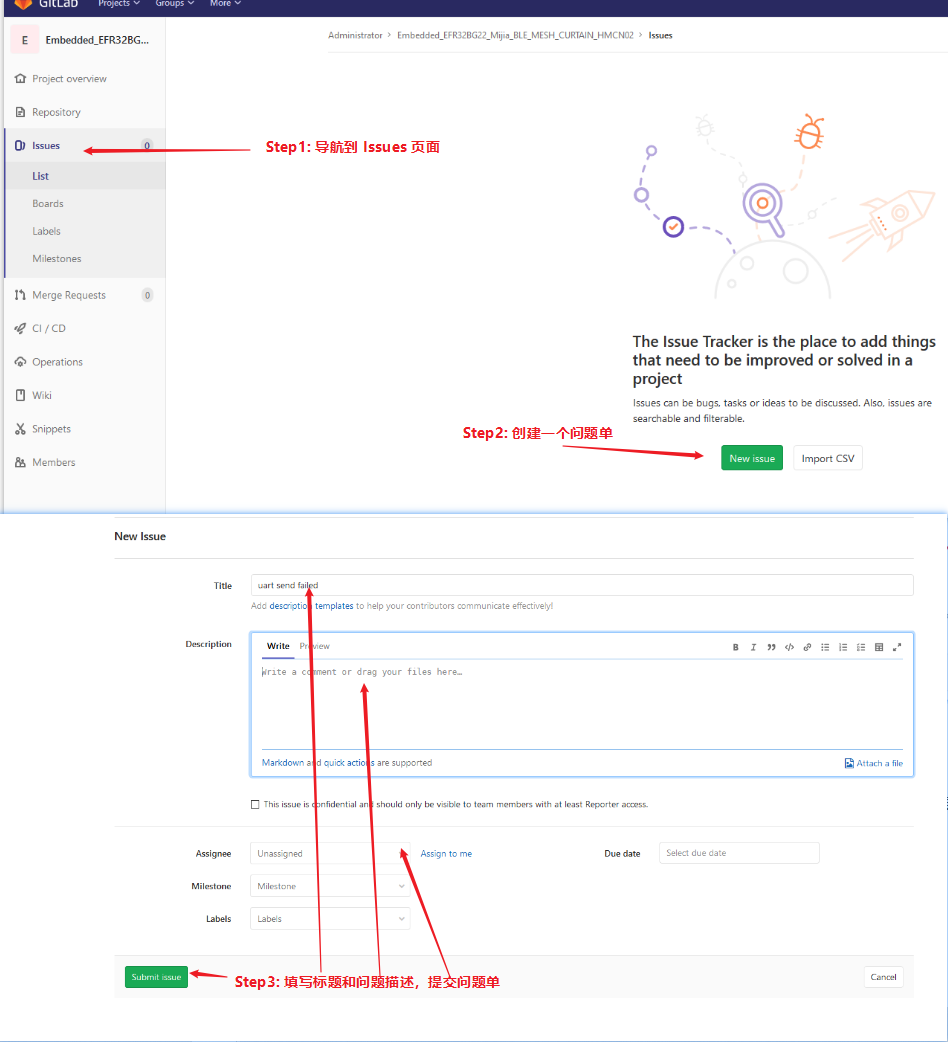 GitLab Projects Groups More
E Embedded_EFR32BG...
Administrator > Embedded_EFR32BG22_Mijia_BLE_MESH_CURTAIN_HMCN02 > Issues
Project overview
Repository
Issues 0
Step1: 导航到 Issues 页面
List
Boards
Labels
Milestones
Merge Requests 0
CI / CD
Operations
Wiki
Snippets
Members
The Issue Tracker is the place to add things
that need to be improved or solved in a
project
Issues can be bugs, tasks or ideas to be discussed. Also, issues are
searchable and filterable.
Step2: 创建一个问题单
New issue Import CSV
New Issue
Title uart send failed
Add description templates to help your contributors communicate effectively!
Description Write Preview
Write a comment or drag your files here…
Markdown and quick actions are supported Attach a file
This issue is confidential and should only be visible to team members with at least Reporter access.
Assignee Unassigned Assign to me Due date Select due date
Milestone Milestone
Labels Labels
Submit issue Step3: 填写标题和问题描述，提交问题单 Cancel